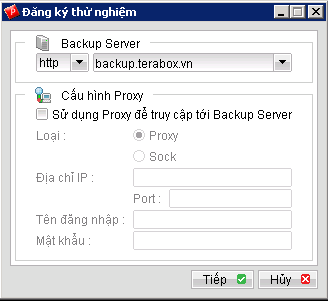 Đăng ký thử nghiệm
Backup Server
http backup.terabox.vn
Cấu hình Proxy
Sử dụng Proxy để truy cập tới Backup Server
Loại : Proxy
Sock
Địa chỉ IP :
Port :
Tên đăng nhập :
Mật khẩu :
Tiếp Hủy